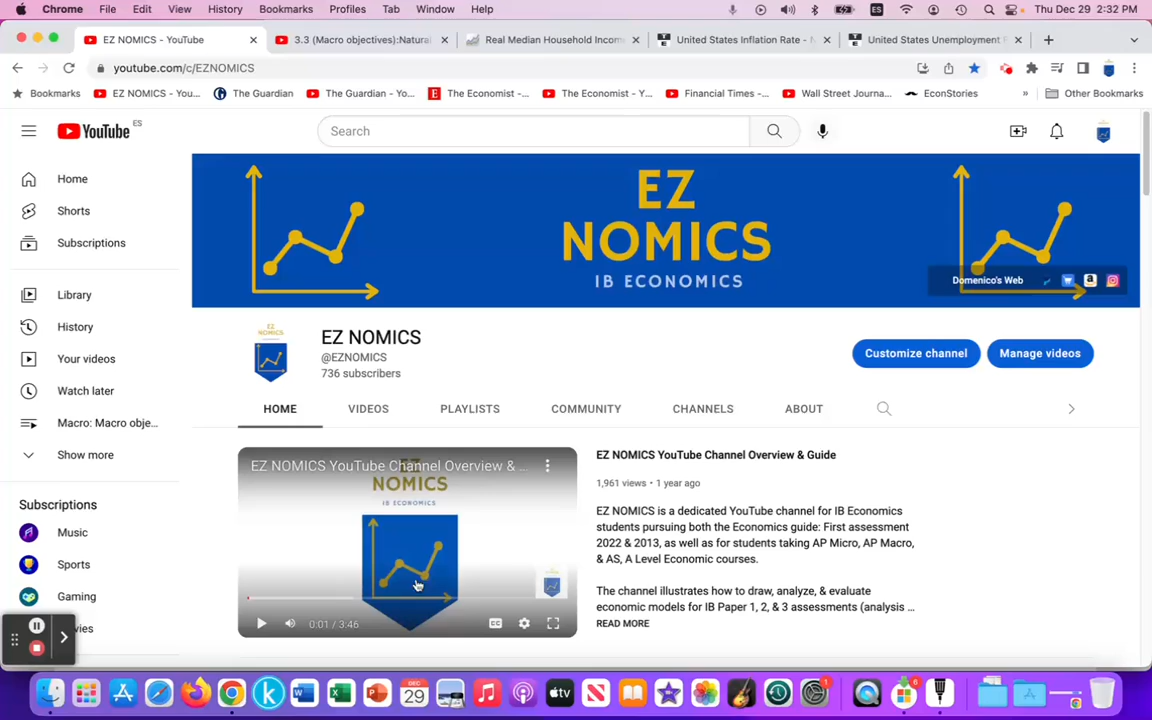 Chrome File Edit View History Bookmarks Profiles Tab Window Help ES Thu Dec 29 2:32 PM
EZ NOMICS - YouTube 3.3 (Macro objectives):Natural Real Median Household Incom United States Inflation Rate - United States Unemployment
youtube.com/c/EZNOMICS
Bookmarks EZ NOMICS - You... The Guardian The Guardian - Yo... The Economist -... The Economist - Y... Financial Times -... Wall Street Journa... EconStories » Other Bookmarks
YouTube ES
Search
Home
Shorts
Subscriptions
Library
History
Your videos
Watch later
Macro: Macro obje...
Show more
Subscriptions
Music
Sports
Gaming
vies
EZ
NOMICS
IB ECONOMICS
Domenico's Web
EZ
NOMICS
EZ NOMICS
@EZNOMICS
736 subscribers
Customize channel Manage videos
HOME VIDEOS PLAYLISTS COMMUNITY CHANNELS ABOUT
EZ NOMICS YouTube Channel Overview & ...
EZ
NOMICS
IB ECONOMICS
0:01 / 3:46
EZ NOMICS YouTube Channel Overview & Guide
1,961 views • 1 year ago
EZ NOMICS is a dedicated YouTube channel for IB Economics
students pursuing both the Economics guide: First assessment
2022 & 2013, as well as for students taking AP Micro, AP Macro,
& AS, A Level Economic courses.
The channel illustrates how to draw, analyze, & evaluate
economic models for IB Paper 1, 2, & 3 assessments (analysis ...
READ MORE
DEC
29